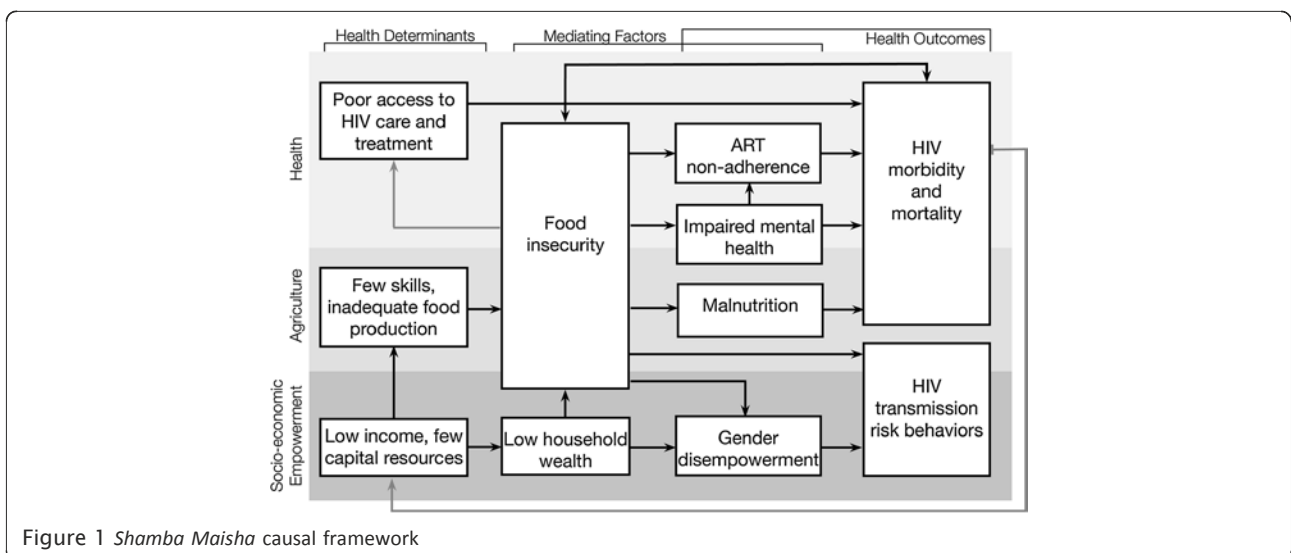 Health Determinants
Mediating Factors
Health Outcomes
Health
Poor access to
HIV care and
treatment
Food
insecurity
ART
non-adherence
Impaired mental
health
HIV
morbidity
and
mortality
Agriculture
Few skills,
inadequate food
production
Malnutrition
Socio-economic
Empowerment
Low income, few
capital resources
Low household
wealth
Gender
disempowerment
HIV
transmission
risk behaviors
Figure 1 Shamba Maisha causal framework